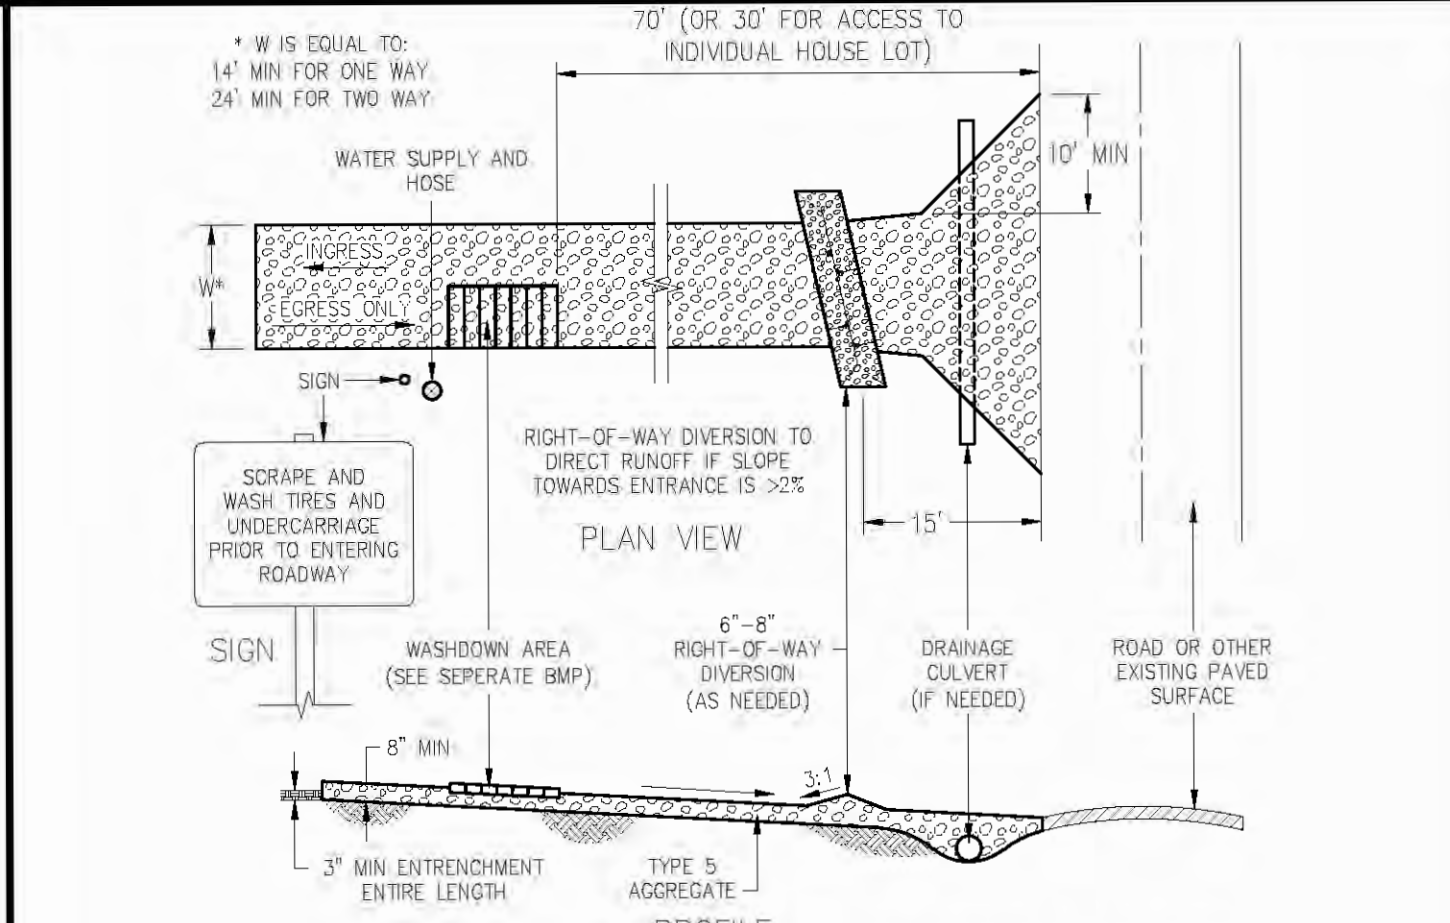 70' (OR 30' FOR ACCESS TO
INDIVIDUAL HOUSE LOT)
* W IS EQUAL TO:
14' MIN FOR ONE WAY
24' MIN FOR TWO WAY
WATER SUPPLY AND
HOSE
10' MIN
INGRESS
W*
EGRESS ONLY
SIGN
RIGHT-OF-WAY DIVERSION TO
DIRECT RUNOFF IF SLOPE
TOWARDS ENTRANCE IS >2%
PLAN VIEW
15'
SCRAPE AND
WASH TIRES AND
UNDERCARRIAGE
PRIOR TO ENTERING
ROADWAY
SIGN
WASHDOWN AREA
(SEE SEPERATE BMP)
6"-8"
RIGHT-OF-WAY
DIVERSION
(AS NEEDED)
DRAINAGE
CULVERT
(IF NEEDED)
ROAD OR OTHER
EXISTING PAVED
SURFACE
8" MIN
3:1
3" MIN ENTRENCHMENT
ENTIRE LENGTH
TYPE 5
AGGREGATE
PROFILE